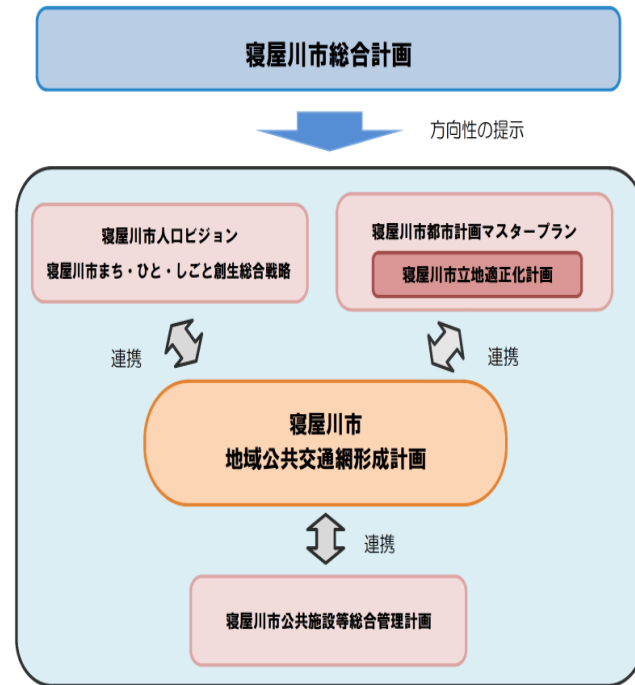 寝屋川市総合計画
方向性の提示
寝屋川市人口ビジョン
寝屋川市まち・ひと・しごと創生総合戦略
寝屋川市都市計画マスタープラン
寝屋川市立地適正化計画
連携
連携
寝屋川市
地域公共交通網形成計画
連携
寝屋川市公共施設等総合管理計画